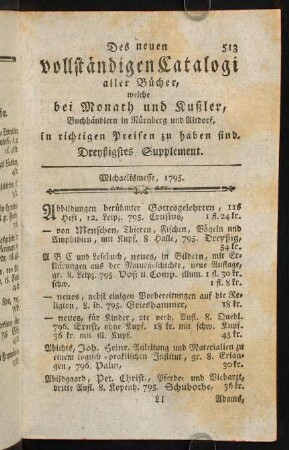 Des neuen
513
vollständigen Catalogi
aller Bücher,
welche
bei Monath und Kußler,
Buchhändlern in Nürnberg und Altdorf,
in richtigen Preisen zu haben sind.
Dreyßigstes Supplement.
Michaelismesse, 1795.
Abbildungen berühmter Gottesgelehrten, 11s
Heft, 12. Leipz. 795. Crusius, 1 fl. 24 kr.
— von Menschen, Thieren, Fischen, Vögeln und
Amphibien, mit Kupf. 8. Halle, 795. Dreyßig,
54 kr.
A B C und Lesebuch, neues, in Bildern, mit Er-
klärungen aus der Naturgeschichte, neue Auflage,
gr. 8. Leipz. 795. Voß u. Comp. illum. 1 fl. 30 kr.
schw. 1 fl. 8 kr.
— neues, nebst einigen Vorbereitungen auf die Re-
ligion, 8. ib. 795. Grieshammer, 18 kr.
— neues, für Kinder, 2te verb. Aufl. 8. Quedl.
796. Ernst, ohne Kupf. 18 kr. mit schw. Kupf.
36 kr. mit ill. Kupf. 45 kr.
Abichts, Joh. Heinr. Anleitung und Materialien zu
einem logisch-praktischen Institut, gr. 8. Erlan-
gen, 796. Palm, 30 kr.
Abildgaard, Pet. Christ., Pferde- und Vieharzt,
dritte Aufl. 8. Kopenh. 795. Schubothe, 36 kr.
Ll
Adams,